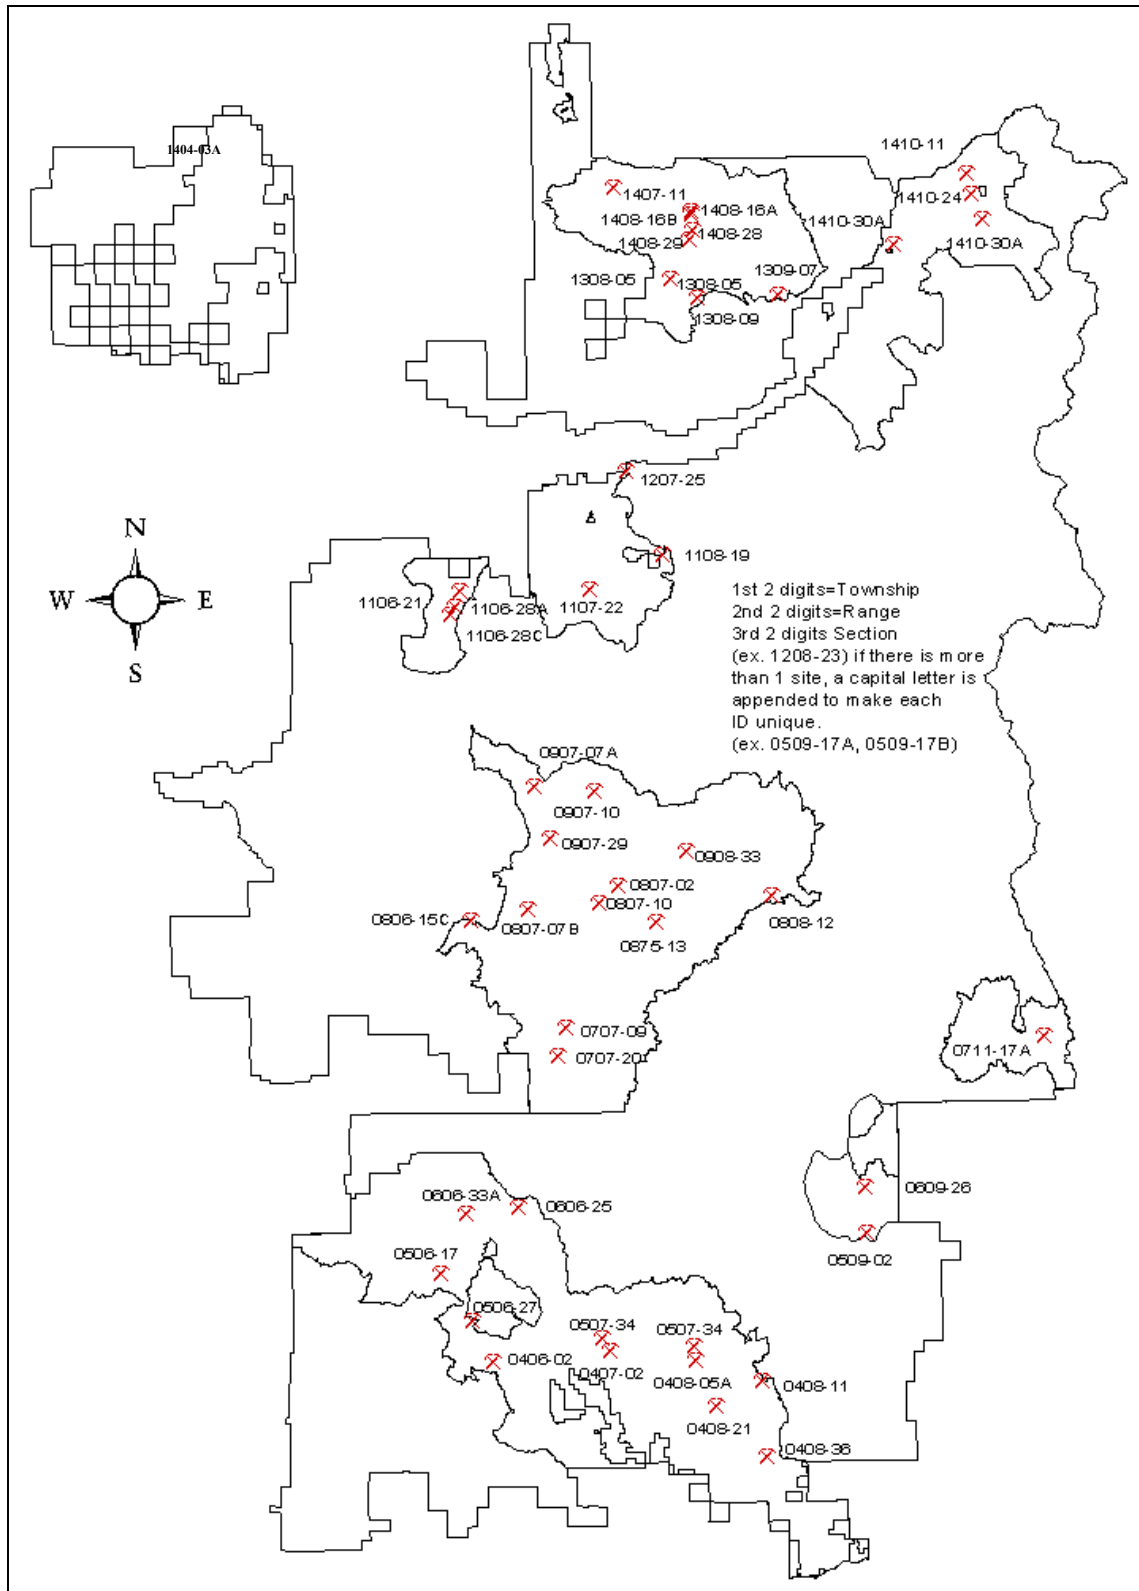 1404-03A
1410-11
1407-11
1410-24
1408-16A
1408-16B
1410-30A
1410-30A
1408-28
1408-29
1309-07
1308-05
1308-05
1308-09
1207-25
N
W
E
S
1108-19
1106-21
1106-28A
1107-22
1106-28C
1st 2 digits=Township
2nd 2 digits=Range
3rd 2 digits Section
(ex. 1208-23) if there is more
than 1 site, a capital letter is
appended to make each
ID unique.
(ex. 0509-17A, 0509-17B)
0907-07A
0907-10
0907-29
0908-33
0807-02
0807-10
0806-15C
0807-07B
0808-12
0875-13
0707-09
0707-20
0711-17A
0609-26
0606-33A
0606-25
0509-02
0506-17
0506-27
0507-34
0507-34
0406-02
0407-02
0408-05A
0408-11
0408-21
0408-36